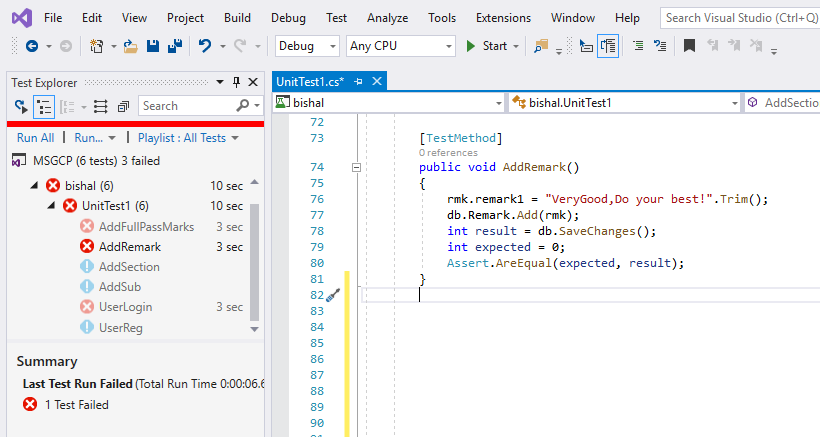 File Edit View Project Build Debug Test Analyze Tools Extensions Window Help Search Visual Studio (Ctrl+Q)
Debug Any CPU Start
Test Explorer
UnitTest1.cs*
Search
bishal bishal.UnitTest1 AddSection
Run All Run... Playlist : All Tests
MSGCP (6 tests) 3 failed
bishal (6) 10 sec
UnitTest1 (6) 10 sec
AddFullPassMarks 3 sec
AddRemark 3 sec
AddSection
AddSub
UserLogin 3 sec
UserReg
Summary
Last Test Run Failed (Total Run Time 0:00:06.6
1 Test Failed
72
73 [TestMethod]
0 references
74 public void AddRemark()
75 {
76 rmk.remark1 = "VeryGood,Do your best!".Trim();
77 db.Remark.Add(rmk);
78 int result = db.SaveChanges();
79 int expected = 0;
80 Assert.AreEqual(expected, result);
81 }
82
83
84
85
86
87
88
89
90